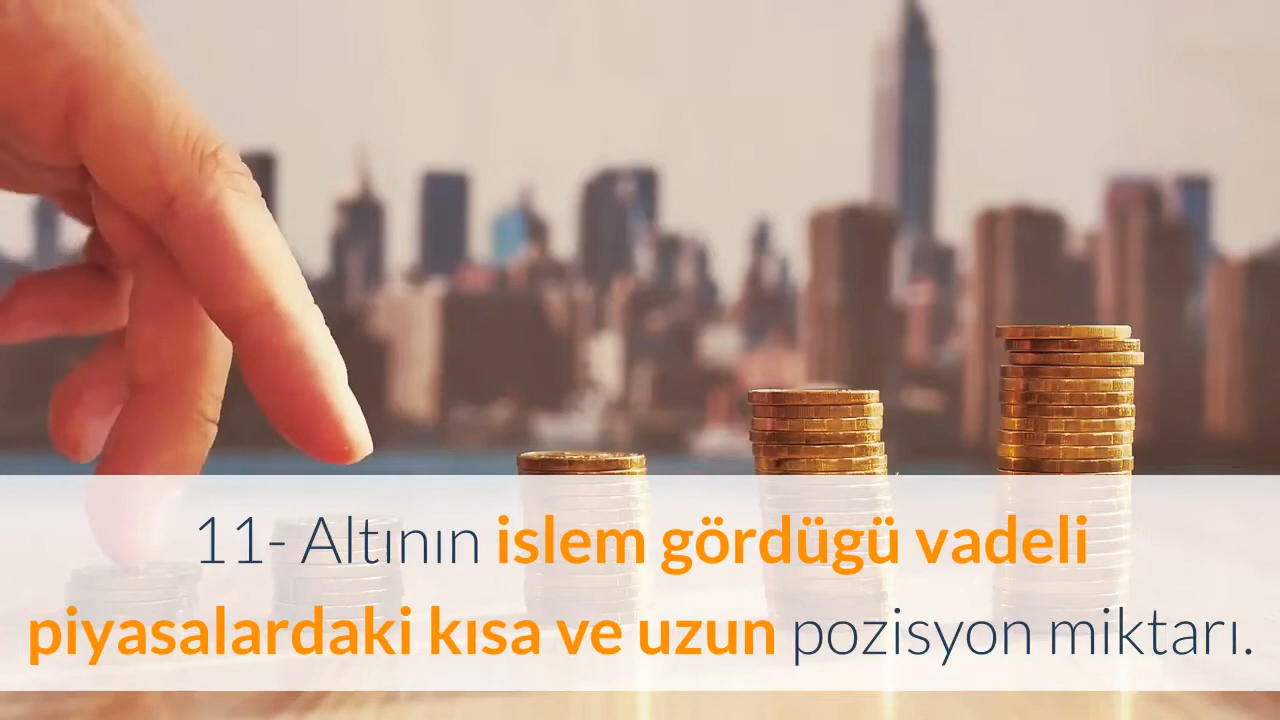 11- Altının islem gördügü vadeli
piyasalardaki kısa ve uzun pozisyon miktarı.